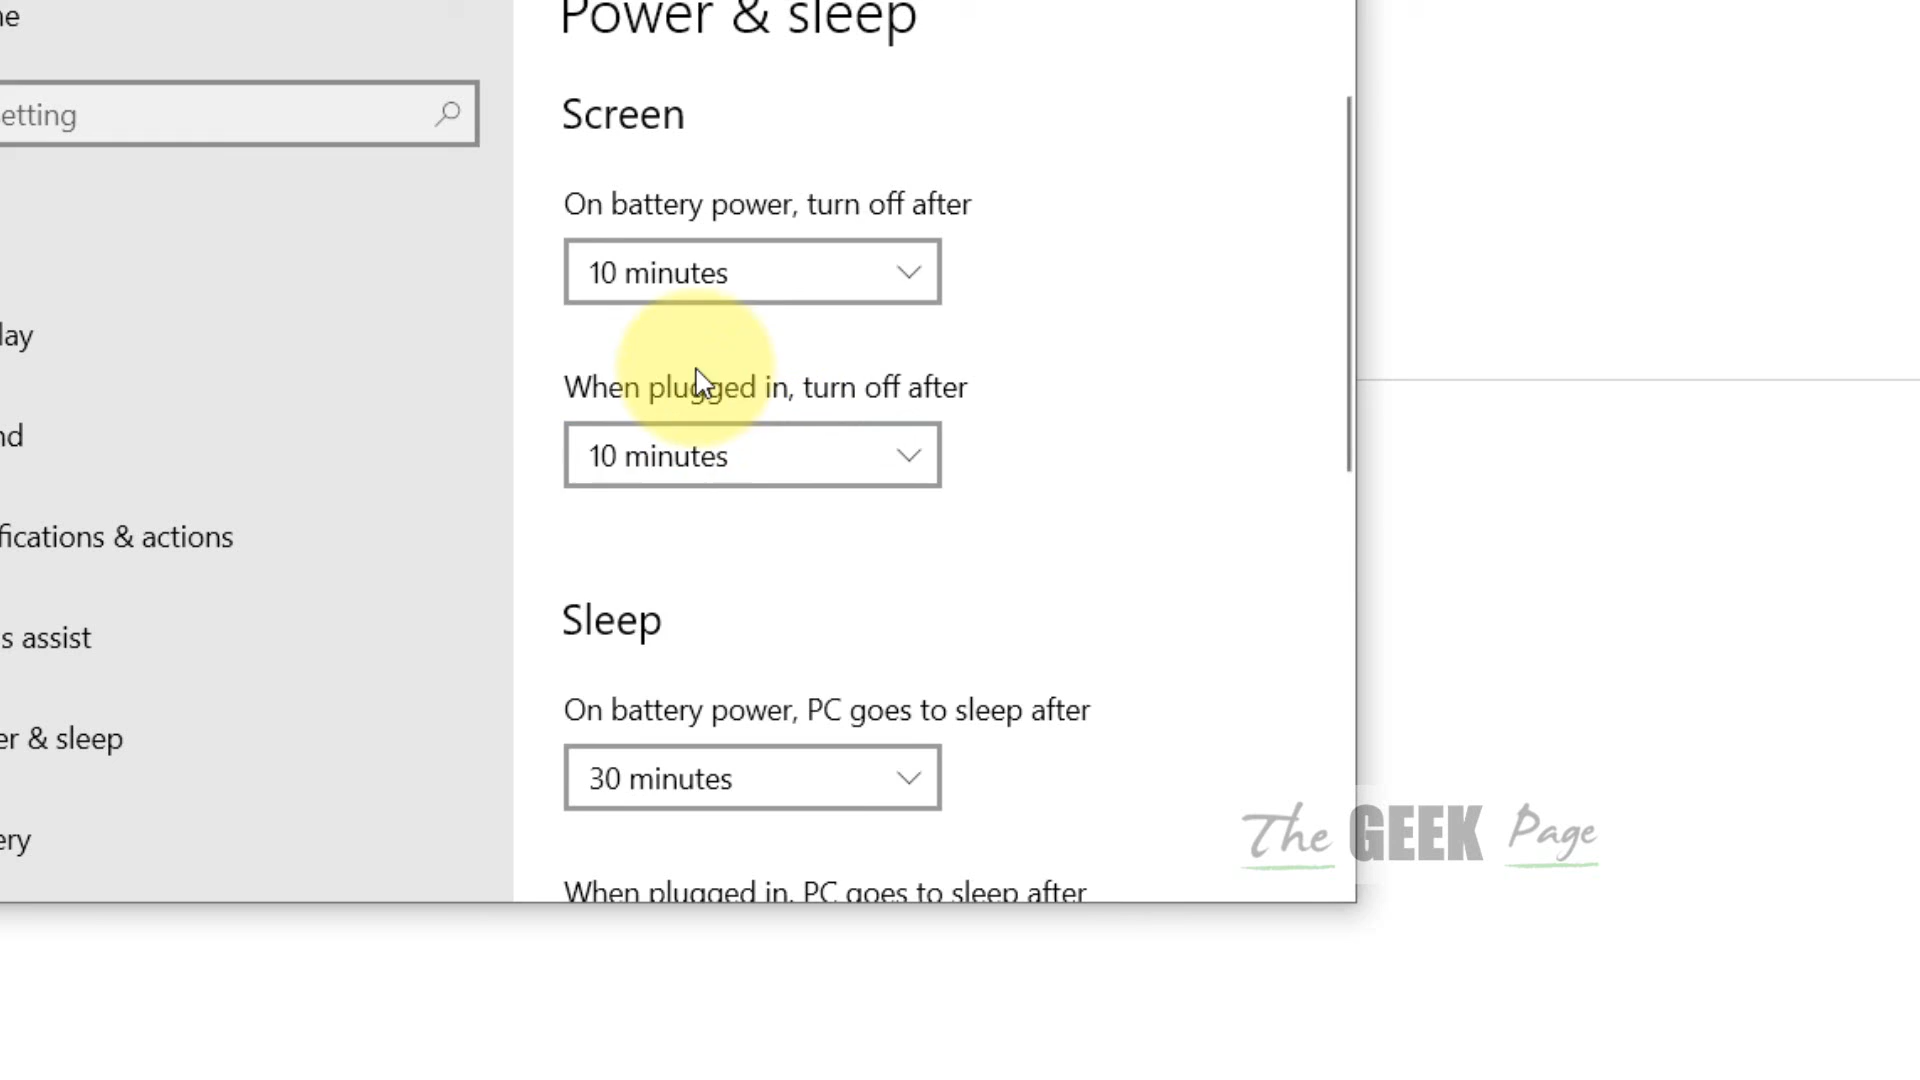 ne
etting
lay
nd
fications & actions
s assist
er & sleep
ery
Power & sleep
Screen
On battery power, turn off after
10 minutes
When plugged in, turn off after
10 minutes
Sleep
On battery power, PC goes to sleep after
30 minutes
When plugged in, PC goes to sleep after
The GEEK Page